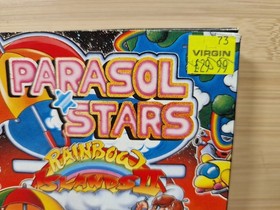 73
VIRGIN
£29.99
PARASOL
STARS
RAINBOW
ISLANDS II